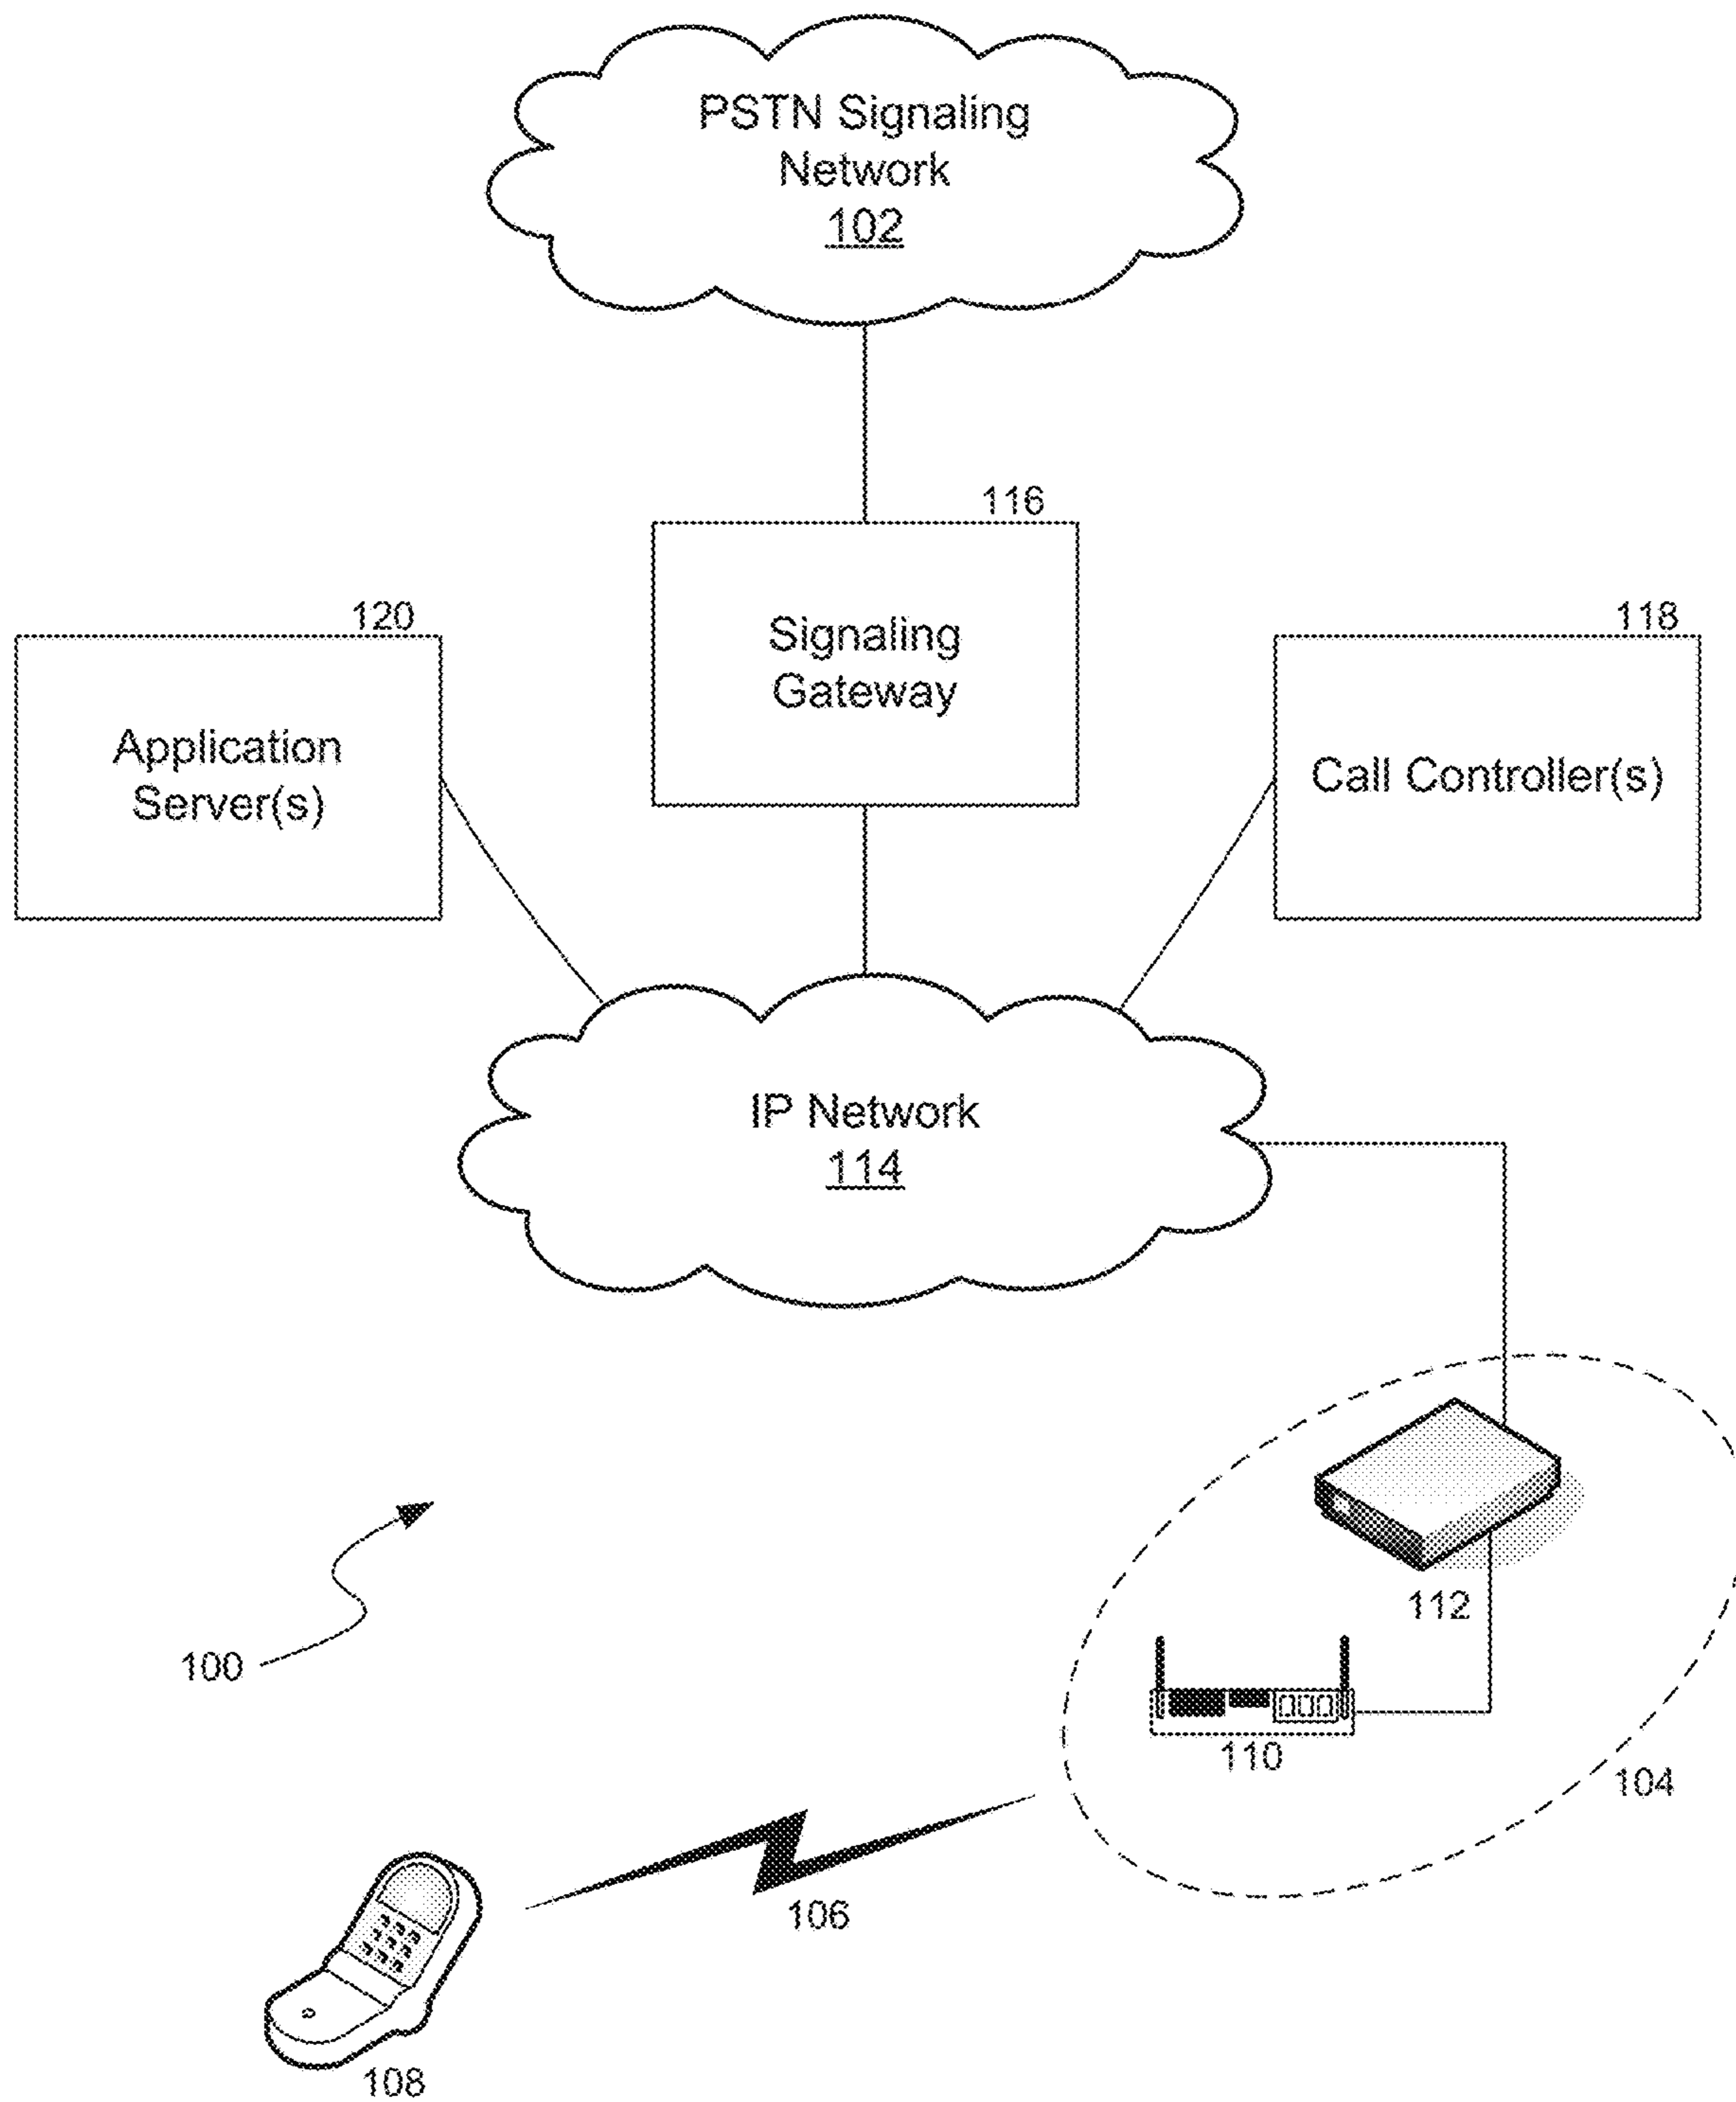 PSTN Signaling
Network
102
116
Signaling
Gateway
120
Application
Server(s)
118
Call Controller(s)
IP Network
114
112
110
104
100
106
108